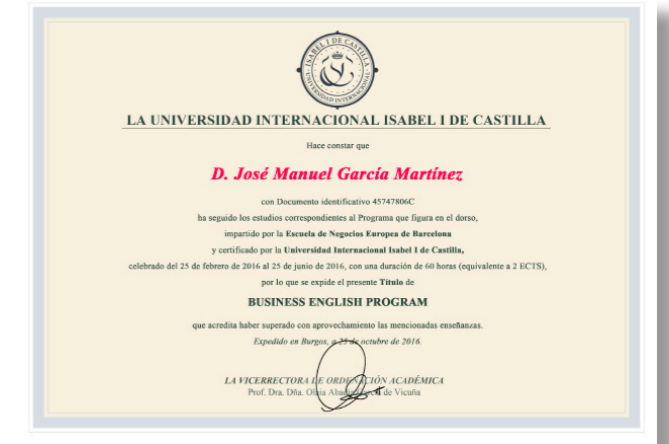 ISABEL I DE CASTILLA
UNIVERSIDAD INTERNACIONAL
LA UNIVERSIDAD INTERNACIONAL ISABEL I DE CASTILLA
Hace constar que
D. José Manuel García Martínez
con Documento identificativo 45747806C
ha seguido los estudios correspondientes al Programa que figura en el dorso,
impartido por la Escuela de Negocios Europea de Barcelona
y certificado por la Universidad Internacional Isabel I de Castilla,
celebrado del 25 de febrero de 2016 al 25 de junio de 2016, con una duración de 60 horas (equivalente a 2 ECTS),
por lo que se expide el presente Título de
BUSINESS ENGLISH PROGRAM
que acredita haber superado con aprovechamiento las mencionadas enseñanzas.
Expedido en Burgos, a 25 de octubre de 2016.
LA VICERRECTORA DE ORDENACIÓN ACADÉMICA
Prof. Dra. Dña. de Vicuña